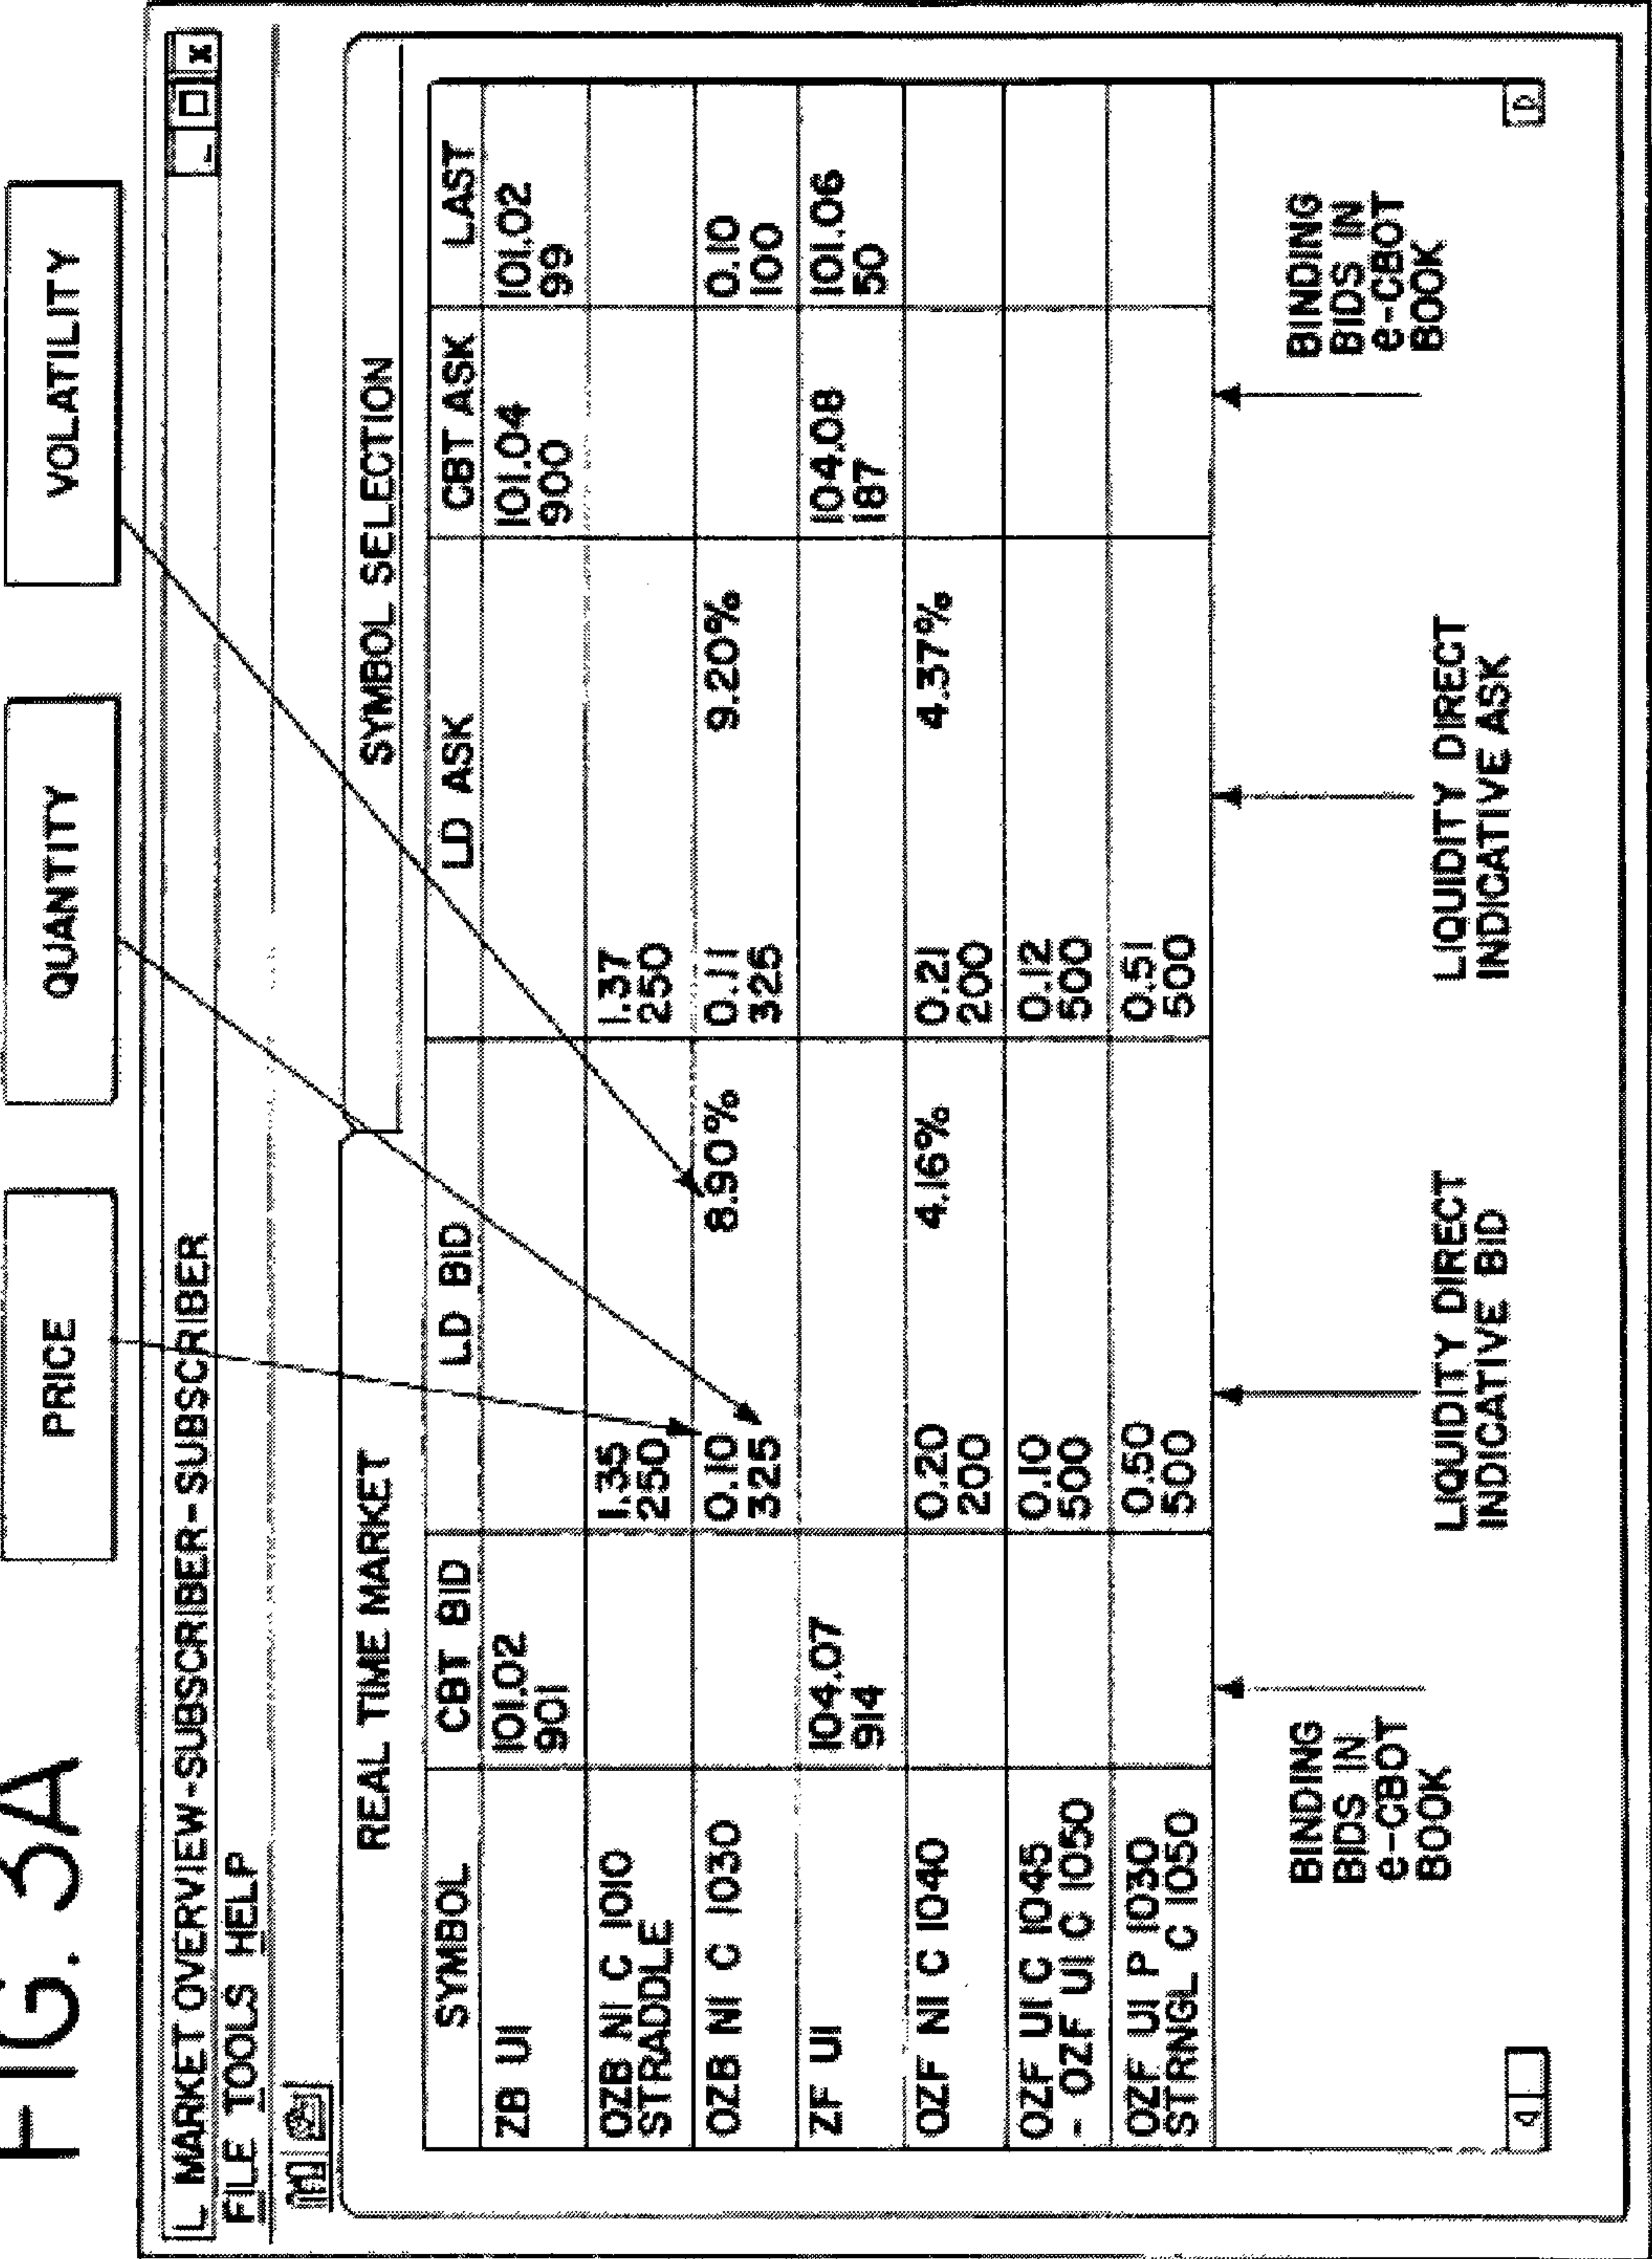 FIG. 3A
PRICE
QUANTITY
VOLATILITY
L MARKET OVERVIEW-SUBSCRIBER-SUBSCRIBER _ □ x
FILE TOOLS HELP
REAL TIME MARKET SYMBOL SELECTION
SYMBOL CBT BID LD BID LD ASK CBT ASK LAST
ZB UI 101.02 101.04 101.02
901 900 99
OZB NI C 1010 1.35 1.37
STRADDLE 250 250
OZB NI C 1030 0.10 8.90% 0.11 9.20% 0.10
325 325 100
ZF UI 104.07 104.08 101.06
914 187 50
OZF NI C 1040 0.20 4.16% 0.21 4.37%
200 200
OZF UI C 1045 0.10 0.12
- OZF UI C 1050 500 500
OZF UI P 1030 0.50 0.51
STRNGL C 1050 500 500
BINDING
BIDS IN
e-CBOT
BOOK
LIQUIDITY DIRECT
INDICATIVE BID
LIQUIDITY DIRECT
INDICATIVE ASK
BINDING
BIDS IN
e-CBOT
BOOK